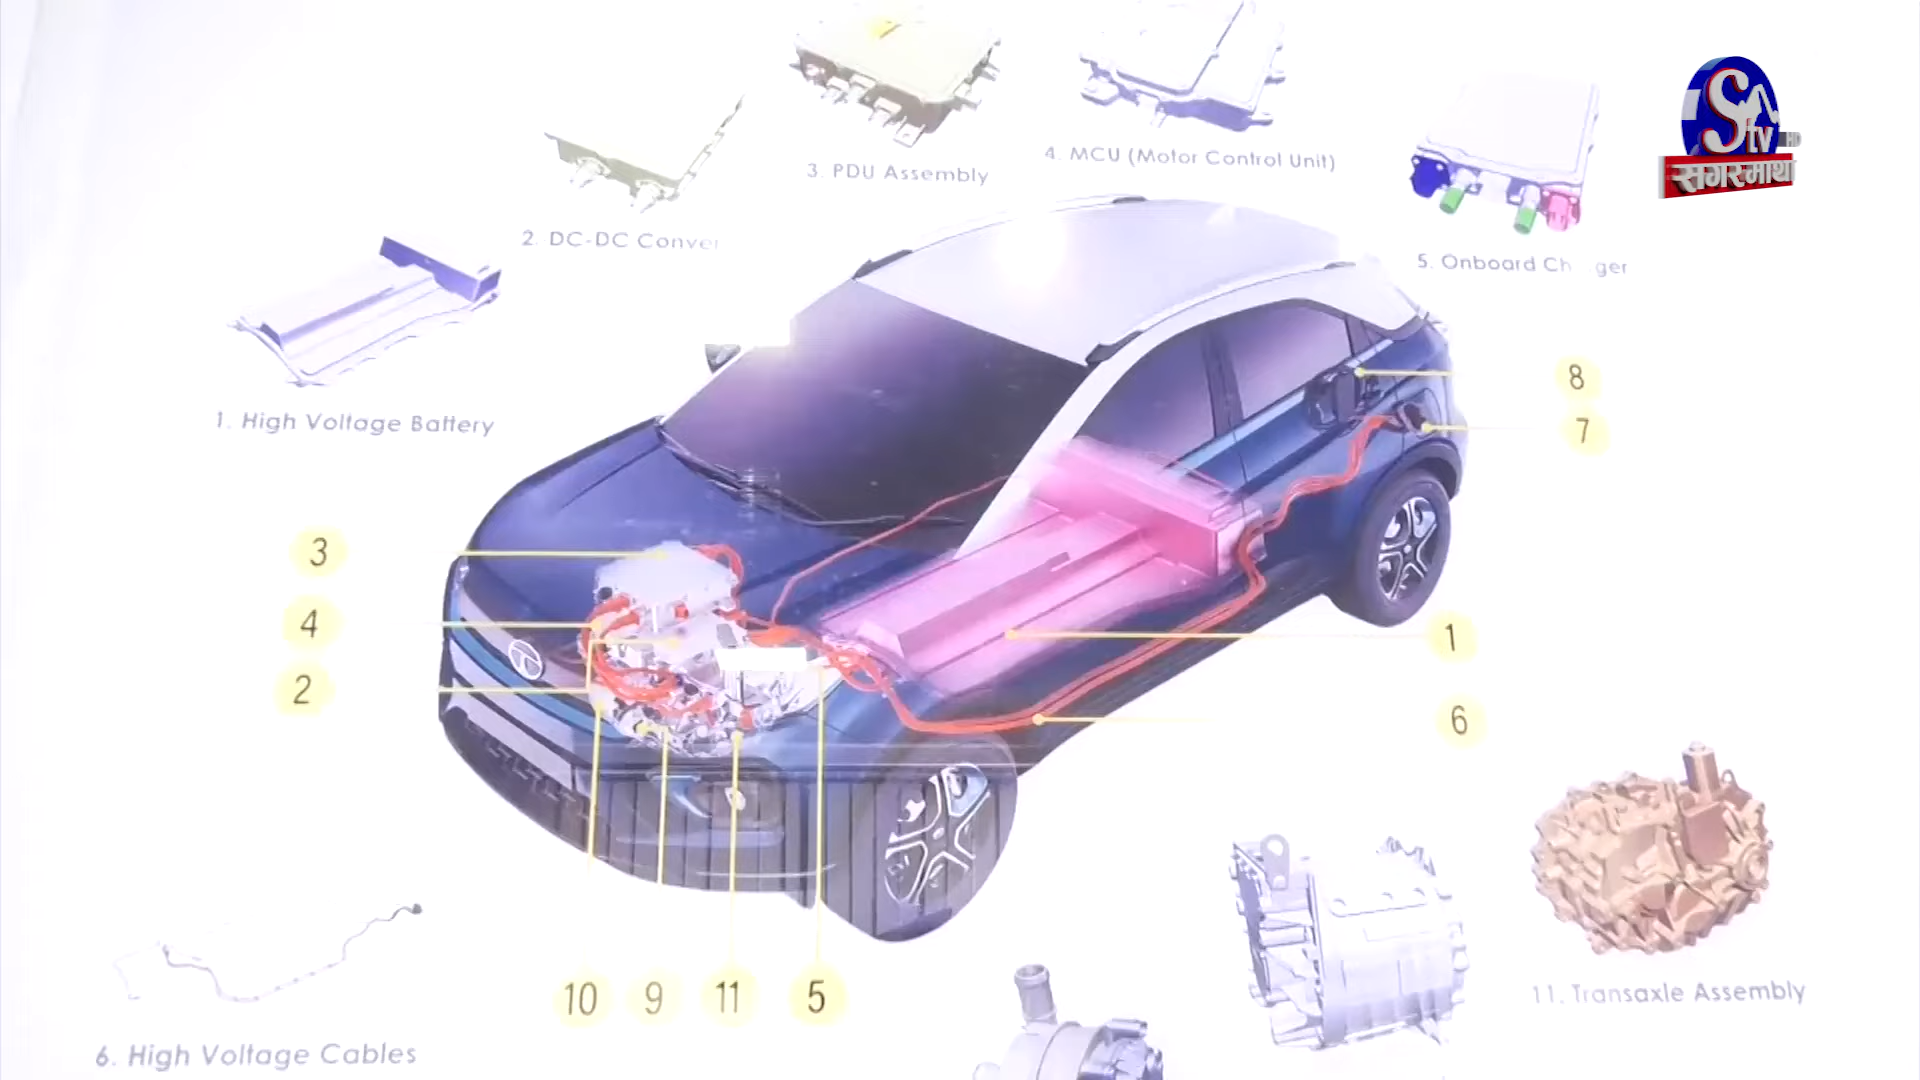 3. PDU Assembly
4. MCU (Motor Control Unit)
S
tv
HD
सगरमाथा
2. DC-DC Conver
5. Onboard Ch ger
1. High Voltage Battery
8
7
3
4
1
2
6
10 9 11 5
11. Transaxle Assembly
6. High Voltage Cables